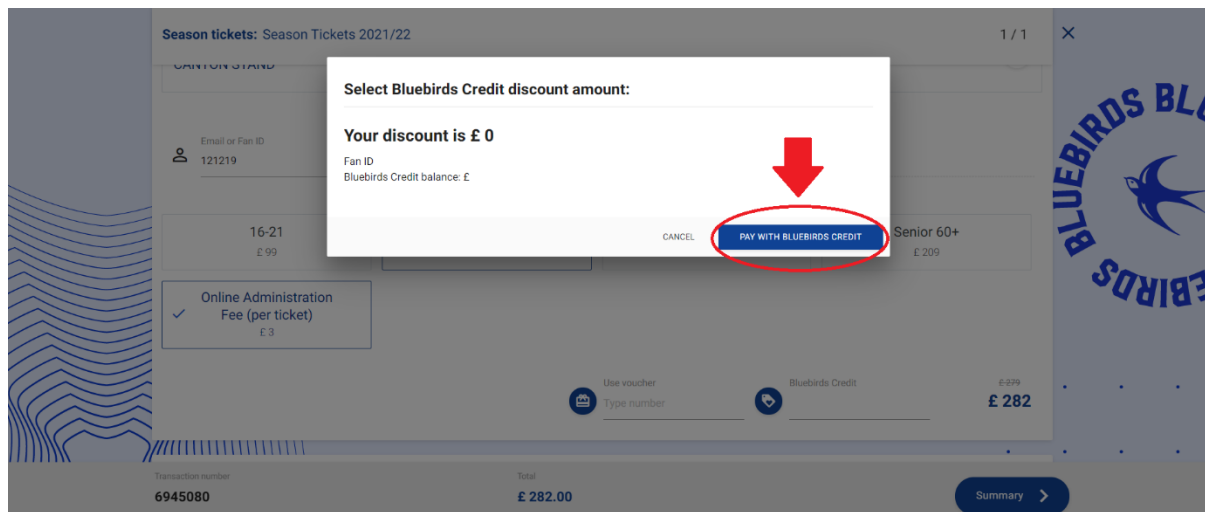 Season tickets: Season Tickets 2021/22
1 / 1
CANTON STAND
Select Bluebirds Credit discount amount:
Your discount is £ 0
Fan ID
Bluebirds Credit balance: £
CANCEL
PAY WITH BLUEBIRDS CREDIT
Email or Fan ID
121219
16-21
£ 99
Senior 60+
£ 209
Online Administration
Fee (per ticket)
£ 3
Use voucher
Type number
Bluebirds Credit
£ 279
£ 282
Transaction number
6945080
Total
£ 282.00
Summary
BLUEBIRDS
BLUEBIRDS